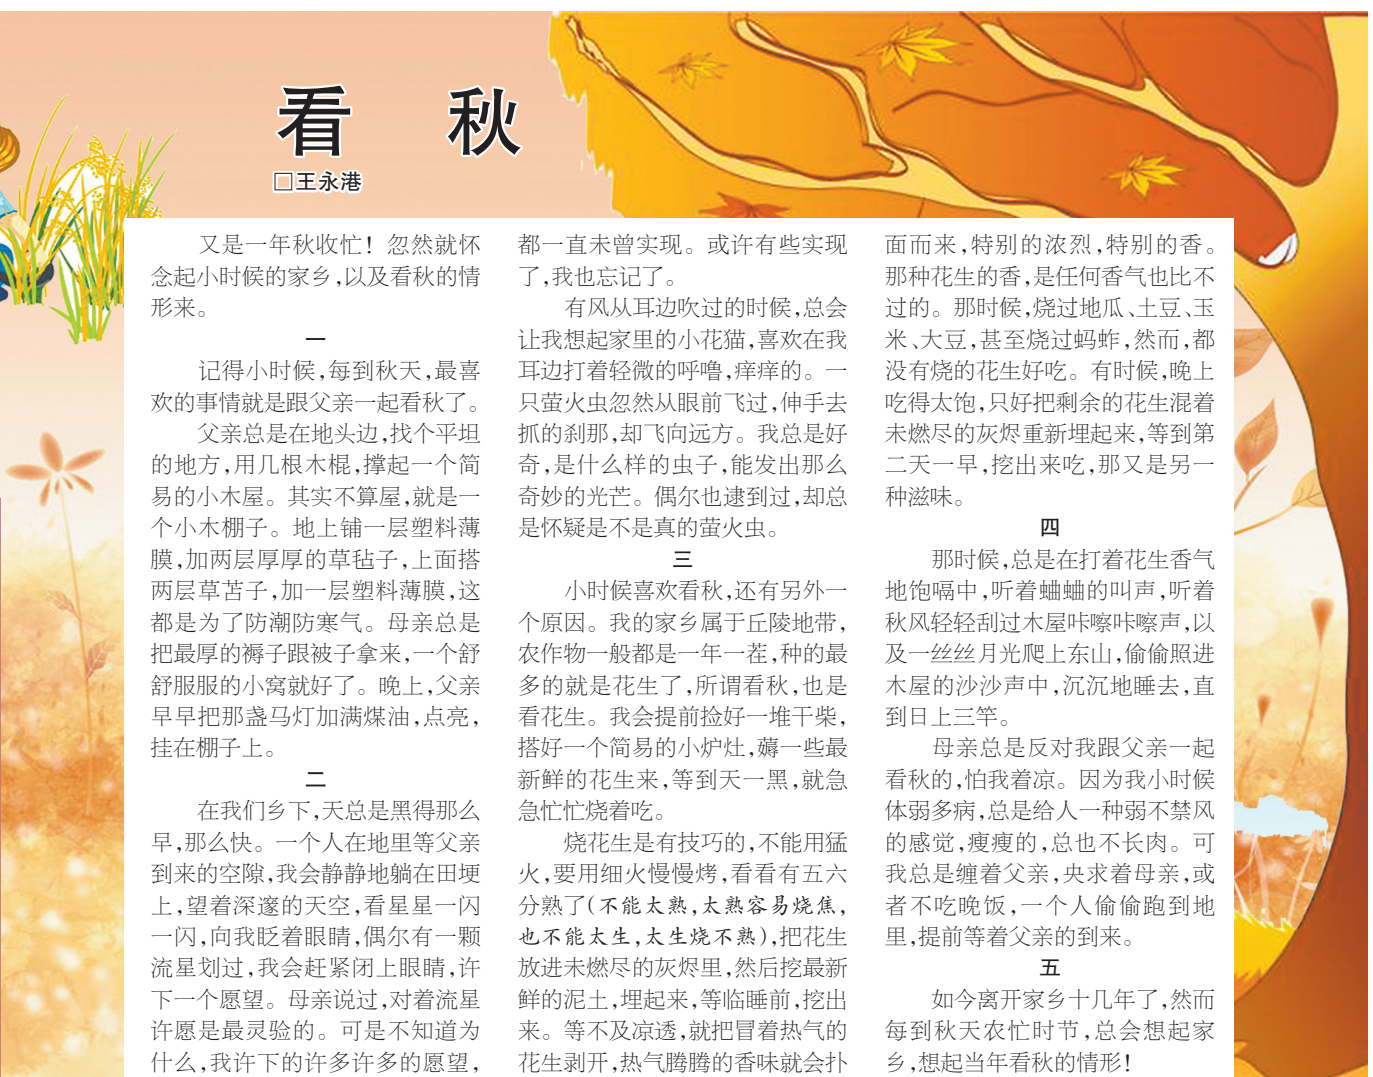 看 秋
□王永港
又是一年秋收忙！忽然就怀
念起小时候的家乡，以及看秋的情
形来。
一
记得小时候，每到秋天，最喜
欢的事情就是跟父亲一起看秋了。
父亲总是在地头边，找个平坦
的地方，用几根木棍，撑起一个简
易的小木屋。其实不算屋，就是一
个小木棚子。地上铺一层塑料薄
膜，加两层厚厚的草毡子，上面搭
两层草苫子，加一层塑料薄膜，这
都是为了防潮防寒气。母亲总是
把最厚的褥子跟被子拿来，一个舒
舒服服的小窝就好了。晚上，父亲
早早把那盏马灯加满煤油，点亮，
挂在棚子上。
二
在我们乡下，天总是黑得那么
早，那么快。一个人在地里等父亲
到来的空隙，我会静静地躺在田埂
上，望着深邃的天空，看星星一闪
一闪，向我眨着眼睛，偶尔有一颗
流星划过，我会赶紧闭上眼睛，许
下一个愿望。母亲说过，对着流星
许愿是最灵验的。可是不知道为
什么，我许下的许多许多的愿望，
都一直未曾实现。或许有些实现
了，我也忘记了。
有风从耳边吹过的时候，总会
让我想起家里的小花猫，喜欢在我
耳边打着轻微的呼噜，痒痒的。一
只萤火虫忽然从眼前飞过，伸手去
抓的刹那，却飞向远方。我总是好
奇，是什么样的虫子，能发出那么
奇妙的光芒。偶尔也逮到过，却总
是怀疑是不是真的萤火虫。
三
小时候喜欢看秋，还有另外一
个原因。我的家乡属于丘陵地带，
农作物一般都是一年一茬，种的最
多的就是花生了，所谓看秋，也是
看花生。我会提前捡好一堆干柴，
搭好一个简易的小炉灶，薅一些最
新鲜的花生来，等到天一黑，就急
急忙忙烧着吃。
烧花生是有技巧的，不能用猛
火，要用细火慢慢烤，看看有五六
分熟了（不能太熟，太熟容易烧焦，
也不能太生，太生烧不熟），把花生
放进未燃尽的灰烬里，然后挖最新
鲜的泥土，埋起来，等临睡前，挖出
来。等不及凉透，就把冒着热气的
花生剥开，热气腾腾的香味就会扑
面而来，特别的浓烈，特别的香。
那种花生的香，是任何香气也比不
过的。那时候，烧过地瓜、土豆、玉
米、大豆，甚至烧过蚂蚱，然而，都
没有烧的花生好吃。有时候，晚上
吃得太饱，只好把剩余的花生混着
未燃尽的灰烬重新埋起来，等到第
二天一早，挖出来吃，那又是另一
种滋味。
四
那时候，总是在打着花生香气
地饱嗝中，听着蛐蛐的叫声，听着
秋风轻轻刮过木屋咔嚓咔嚓声，以
及一丝丝月光爬上东山，偷偷照进
木屋的沙沙声中，沉沉地睡去，直
到日上三竿。
母亲总是反对我跟父亲一起
看秋的，怕我着凉。因为我小时候
体弱多病，总是给人一种弱不禁风
的感觉，瘦瘦的，总也不长肉。可
我总是缠着父亲，央求着母亲，或
者不吃晚饭，一个人偷偷跑到地
里，提前等着父亲的到来。
五
如今离开家乡十几年了，然而
每到秋天农忙时节，总会想起家
乡，想起当年看秋的情形！